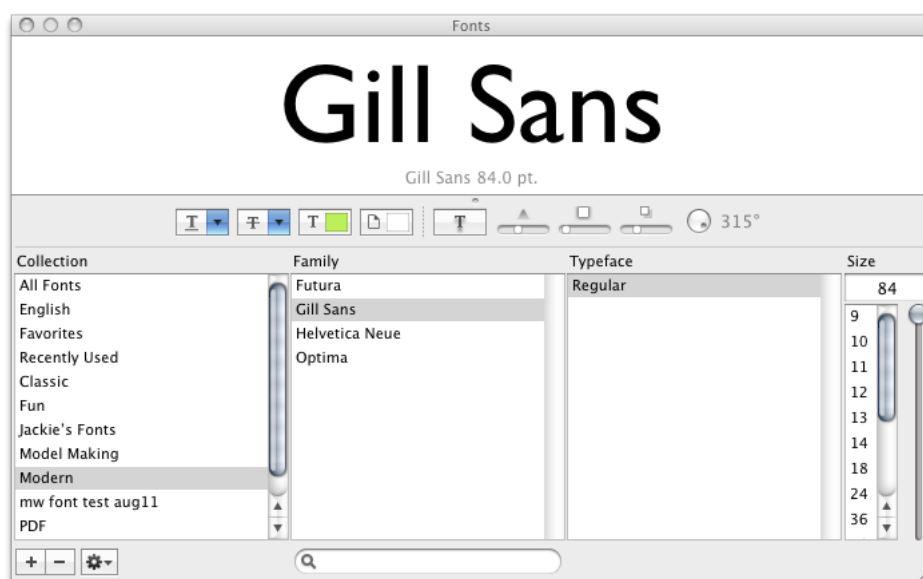 Fonts
Gill Sans
Gill Sans 84.0 pt.
T T T T 315°
Collection Family Typeface Size
All Fonts Futura Regular 84
English Gill Sans 9
Favorites Helvetica Neue 10
Recently Used Optima 11
Classic 12
Fun 13
Jackie's Fonts 14
Model Making 18
Modern 24
mw font test aug11 36
PDF